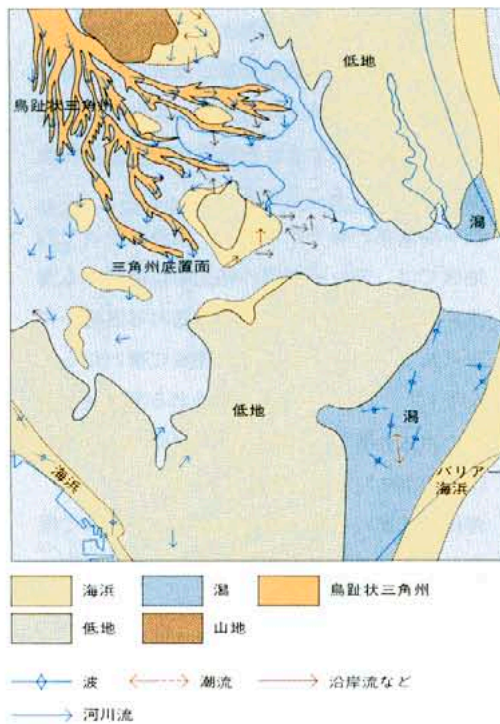 低地
鳥趾状三角州
潟
三角州底置面
低地
潟
バリア
海浜
海浜
海浜
潟
鳥趾状三角州
低地
山地
波
潮流
沿岸流など
河川流